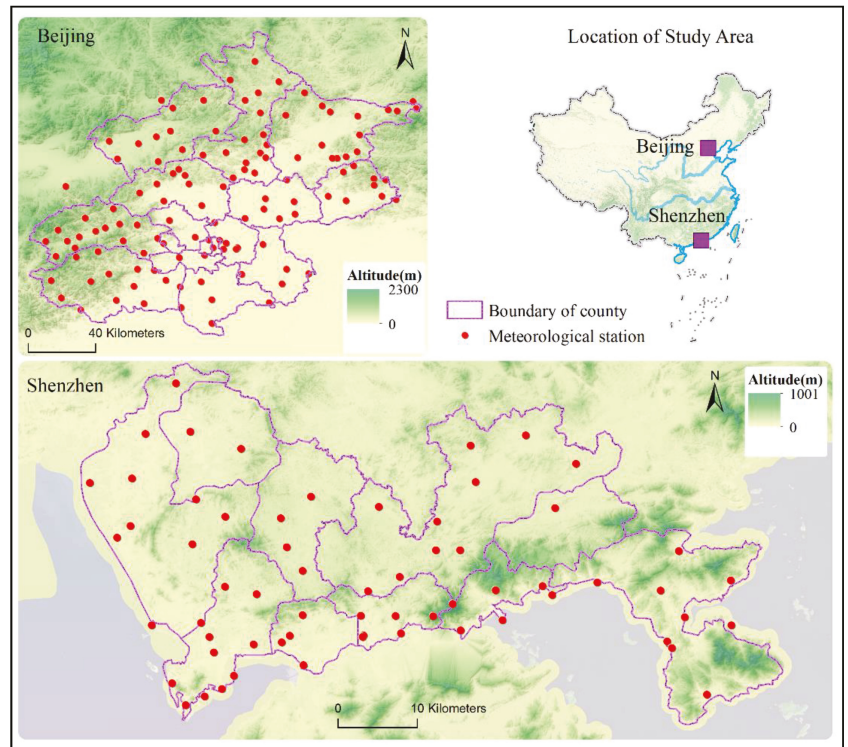 Beijing
N
Altitude(m)
2300
0
0 40 Kilometers
Location of Study Area
Beijing
Shenzhen
Boundary of county
Meteorological station
Shenzhen
N
Altitude(m)
1001
0
0 10 Kilometers